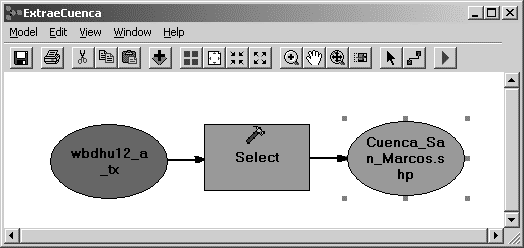 ExtraeCuenca
Model Edit View Window Help
wbdhu12_a
_tx
Select
Cuenca_Sa
n_Marcos.s
hp